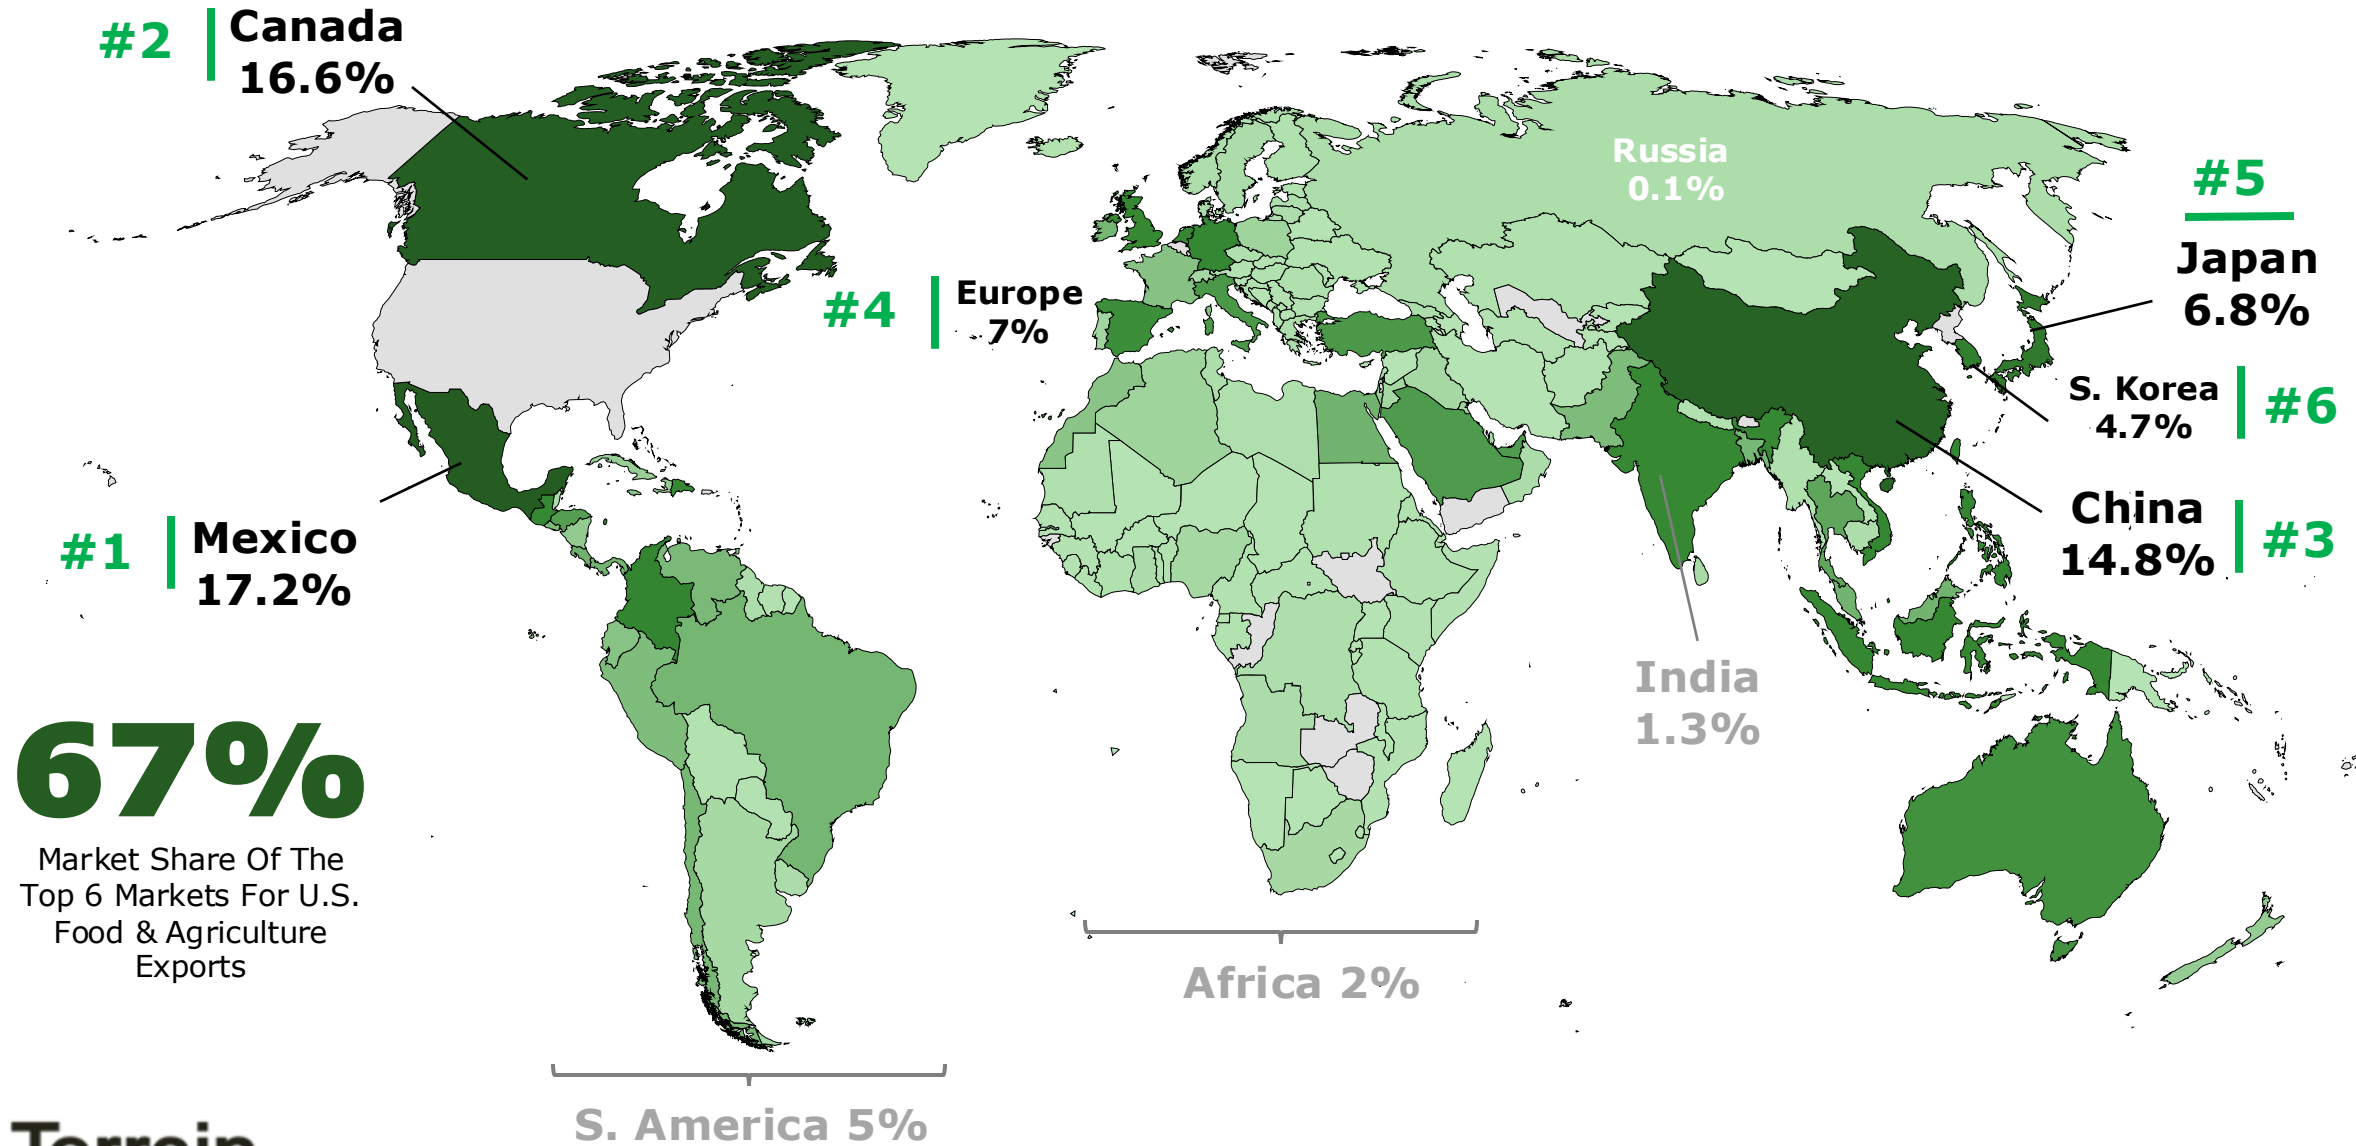 #2
Canada
16.6%
Russia
0.1%
#5
Japan
6.8%
#4
Europe
7%
S. Korea
4.7%
#6
#1
Mexico
17.2%
China
14.8%
#3
India
1.3%
67%
Market Share Of The
Top 6 Markets For U.S.
Food & Agriculture
Exports
Africa 2%
S. America 5%
Terrain